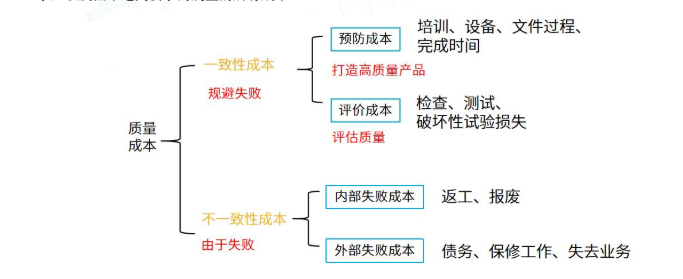 质量
成本
一致性成本
规避失败
预防成本
打造高质量产品
培训、设备、文件过程、
完成时间
评价成本
评估质量
检查、测试、
破坏性试验损失
不一致性成本
由于失败
内部失败成本
返工、报废
外部失败成本
债务、保修工作、失去业务